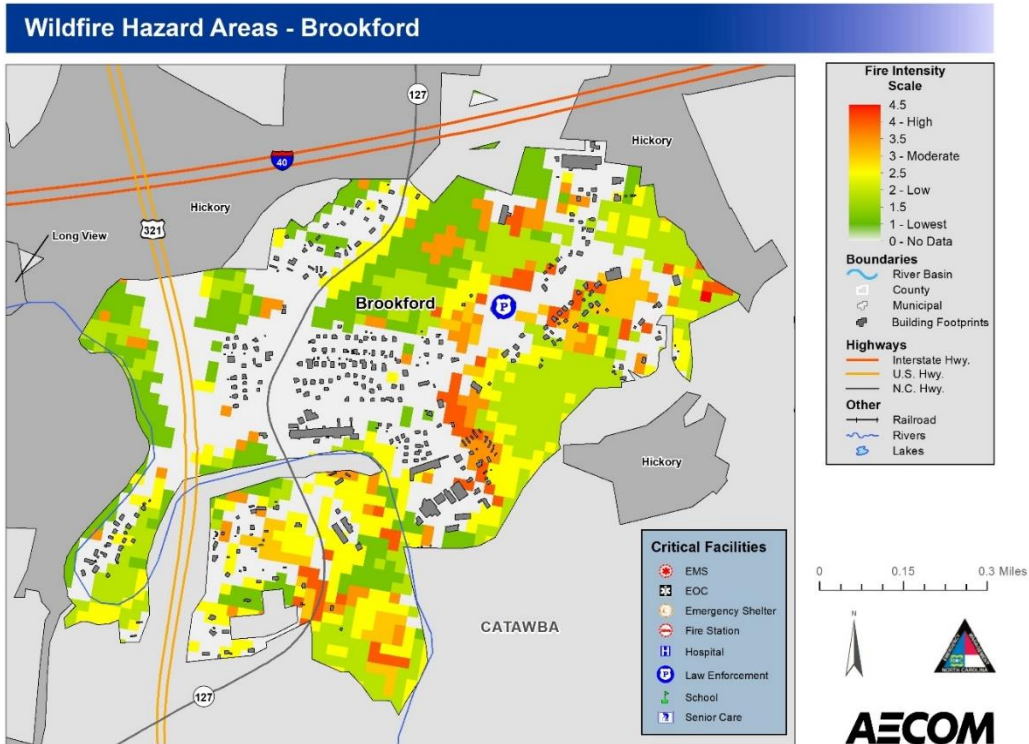 Wildfire Hazard Areas - Brookford
127
Hickory
40
Hickory
321
Long View
Brookford
P
Hickory
CATAWBA
127
Critical Facilities
EMS
EOC
Emergency Shelter
Fire Station
H Hospital
P Law Enforcement
School
Senior Care
Fire Intensity
Scale
4.5
4 - High
3.5
3 - Moderate
2.5
2 - Low
1.5
1 - Lowest
0 - No Data
Boundaries
River Basin
County
Municipal
Building Footprints
Highways
Interstate Hwy.
U.S. Hwy.
N.C. Hwy.
Other
Railroad
Rivers
Lakes
0 0.15 0.3 Miles
N
NORTH CAROLINA
AECOM